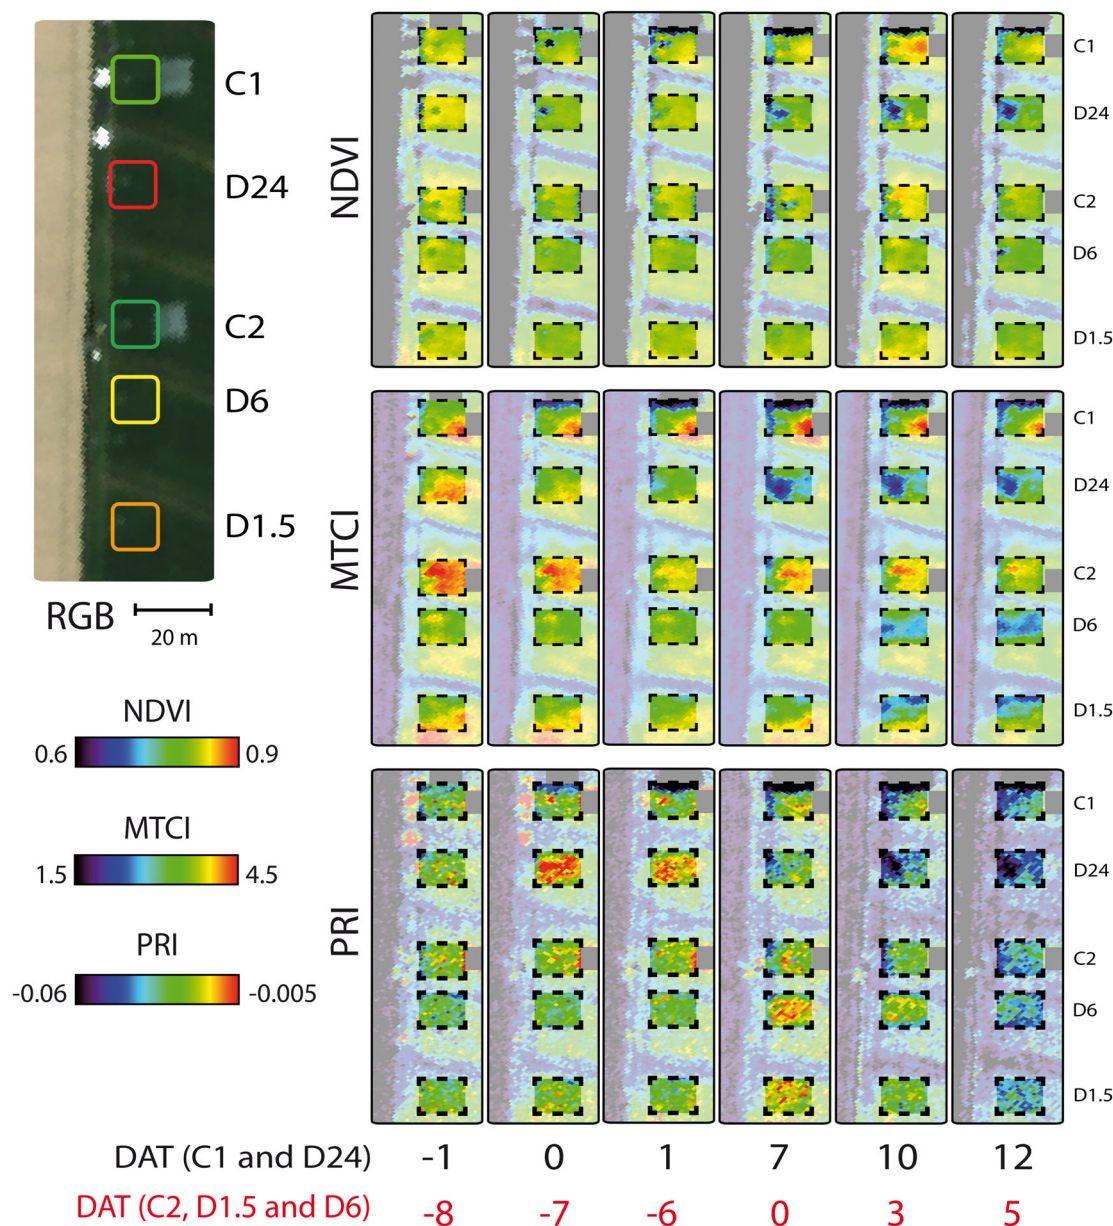 C1
D24
C2
D6
D1.5
RGB
20 m
NDVI
0.6 0.9
MTCI
1.5 4.5
PRI
-0.06 -0.005
NDVI
C1
D24
C2
D6
D1.5
MTCI
C1
D24
C2
D6
D1.5
PRI
C1
D24
C2
D6
D1.5
DAT (C1 and D24) -1 0 1 7 10 12
DAT (C2, D1.5 and D6) -8 -7 -6 0 3 5